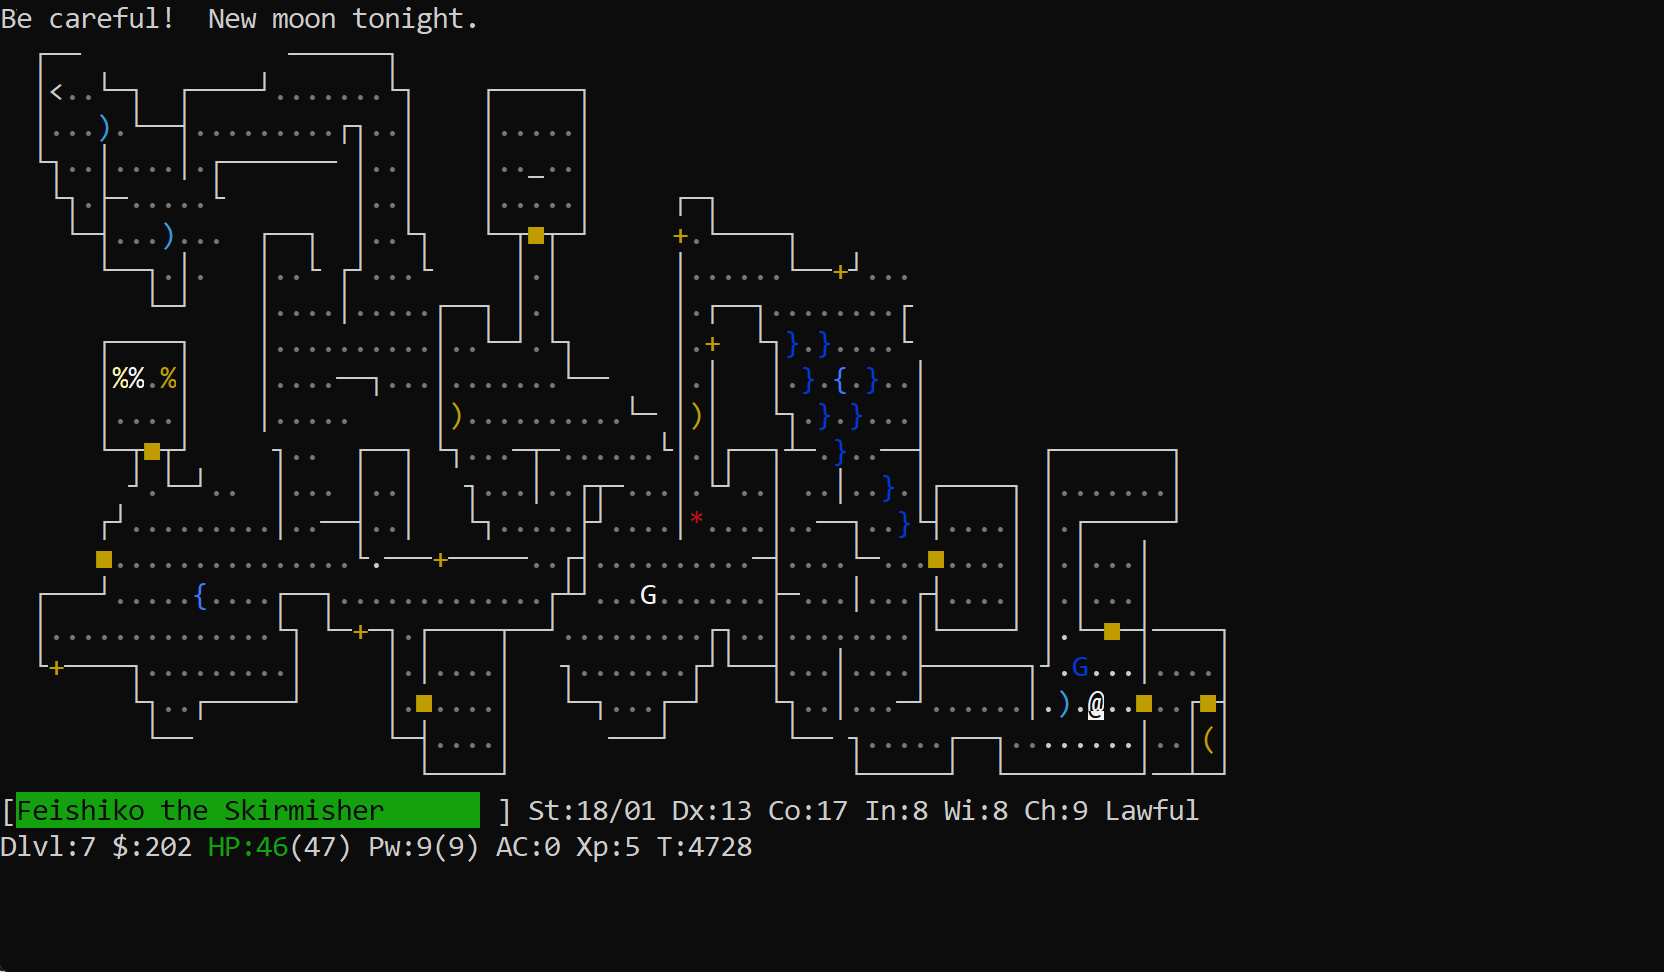 Be careful!  New moon tonight.
[Feishiko the Skirmisher       ] St:18/01 Dx:13 Co:17 In:8 Wi:8 Ch:9 Lawful
Dlvl:7 $:202 HP:46(47) Pw:9(9) AC:0 Xp:5 T:4728